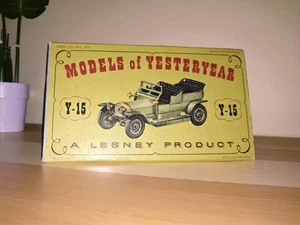 MODELS of YESTERYEAR
Y-15
Y-15
A LESNEY PRODUCT